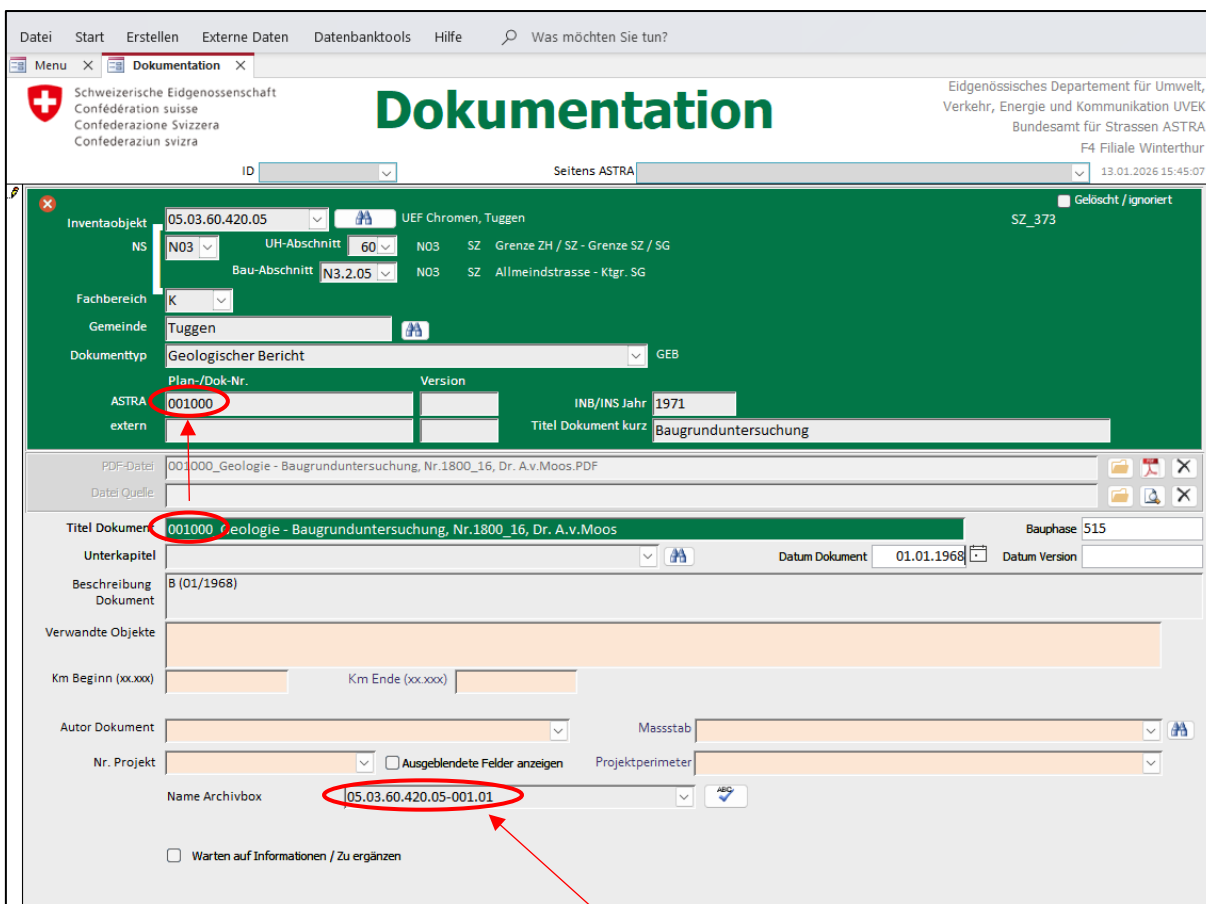 Datei Start Erstellen Externe Daten Datenbanktools Hilfe Was möchten Sie tun?
Menu X Dokumentation X
Schweizerische Eidgenossenschaft
Confédération suisse
Confederazione Svizzera
Confederaziun svizra
Dokumentation
Eidgenössisches Departement für Umwelt,
Verkehr, Energie und Kommunikation UVEK
Bundesamt für Strassen ASTRA
F4 Filiale Winterthur
ID Seitens ASTRA 13.01.2026 15:45:07
Gelöscht / ignoriert
Inventaobjekt 05.03.60.420.05 UEF Chromen, Tuggen SZ_373
NS N03 UH-Abschnitt 60 N03 SZ Grenze ZH / SZ - Grenze SZ / SG
Bau-Abschnitt N3.2.05 N03 SZ Allmeindstrasse - Ktgr. SG
Fachbereich K
Gemeinde Tuggen
Dokumenttyp Geologischer Bericht GEB
Plan-/Dok-Nr. Version
ASTRA 001000 INB/INS Jahr 1971
extern Titel Dokument kurz Baugrunduntersuchung
PDF-Datei 001000_Geologie - Baugrunduntersuchung, Nr.1800_16, Dr. A.v.Moos.PDF
Datei Quelle
Titel Dokument 001000_Geologie - Baugrunduntersuchung, Nr.1800_16, Dr. A.v.Moos Bauphase 515
Unterkapitel Datum Dokument 01.01.1968 Datum Version
Beschreibung B (01/1968)
Dokument
Verwandte Objekte
Km Beginn (xx.xxx) Km Ende (xx.xxx)
Autor Dokument Massstab
Nr. Projekt Ausgeblendete Felder anzeigen Projektperimeter
Name Archivbox 05.03.60.420.05-001.01 ABC
Warten auf Informationen / Zu ergänzen